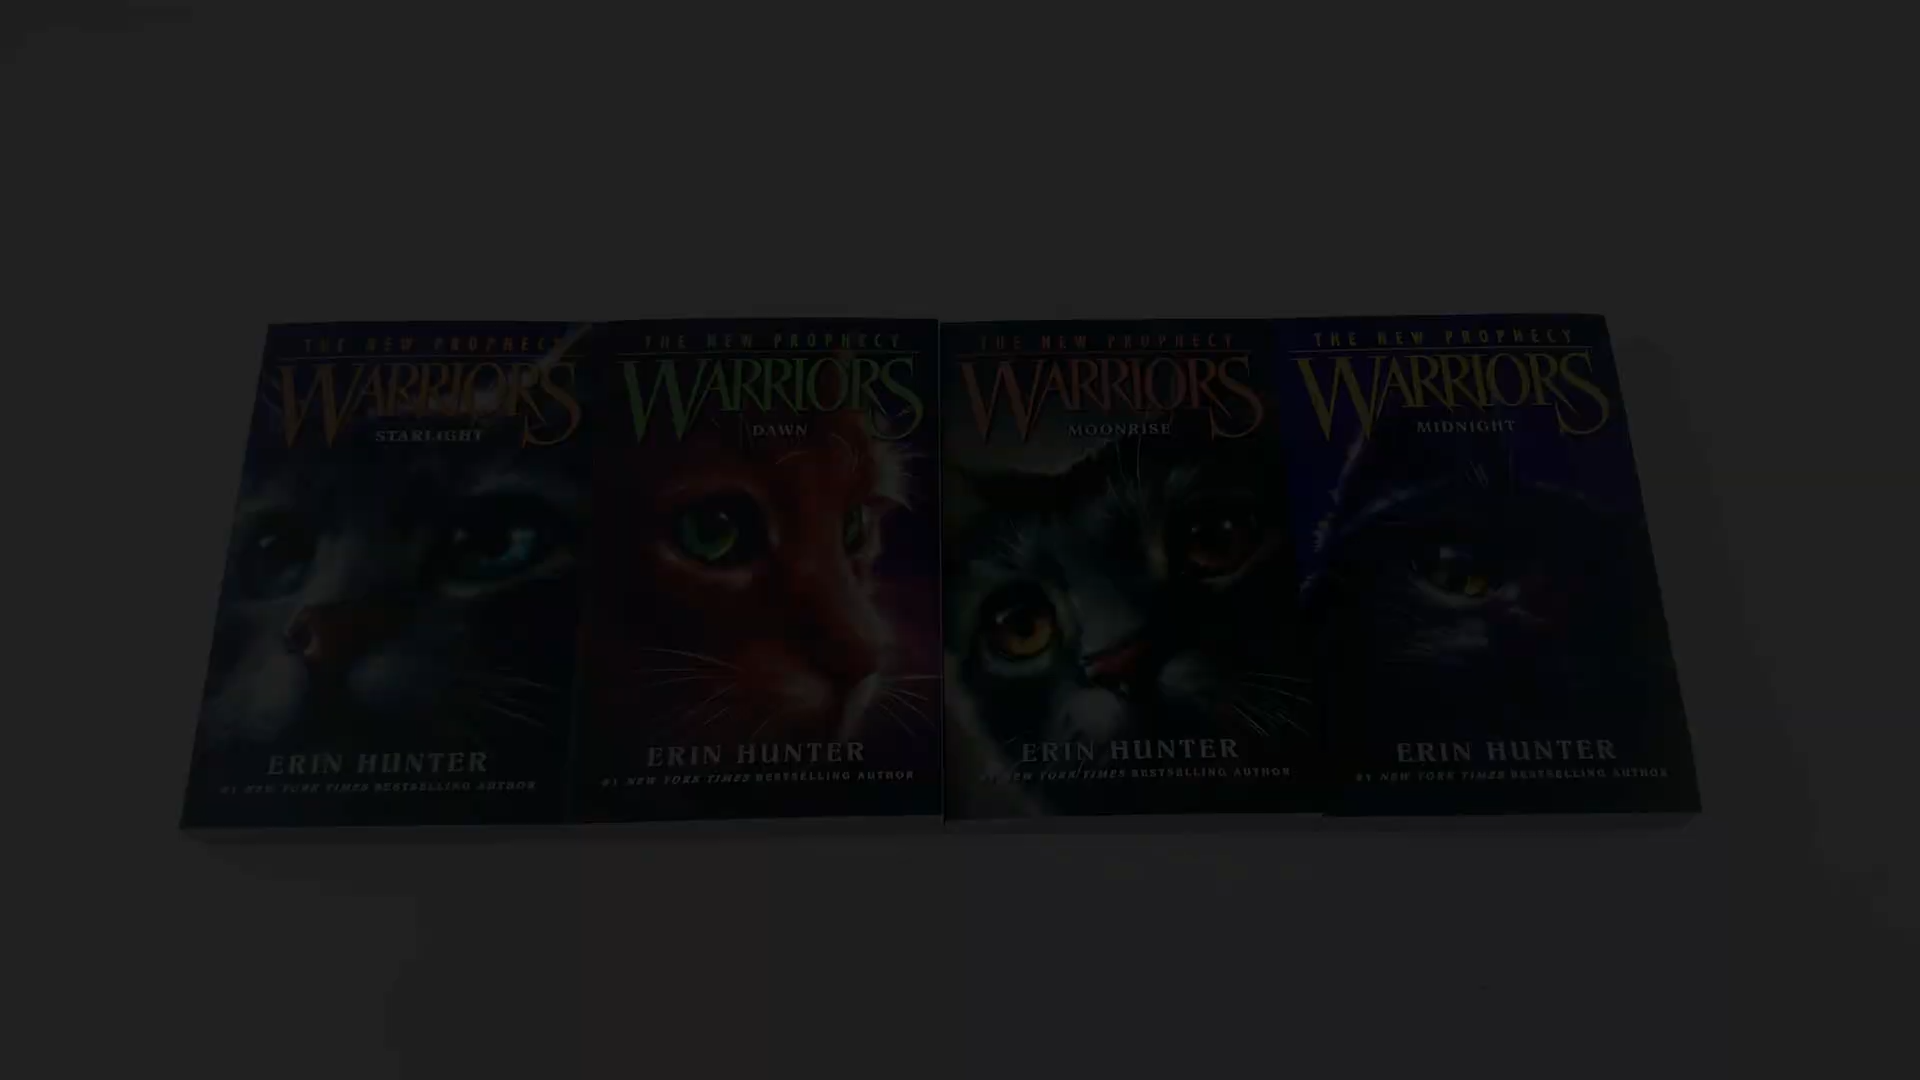 THE NEW PROPHECY
WARRIORS
STARLIGHT
ERIN HUNTER
#1 NEW YORK TIMES BESTSELLING AUTHOR
THE NEW PROPHECY
WARRIORS
DAWN
ERIN HUNTER
#1 NEW YORK TIMES BESTSELLING AUTHOR
THE NEW PROPHECY
WARRIORS
MOONRISE
ERIN HUNTER
#1 NEW YORK TIMES BESTSELLING AUTHOR
THE NEW PROPHECY
WARRIORS
MIDNIGHT
ERIN HUNTER
#1 NEW YORK TIMES BESTSELLING AUTHOR